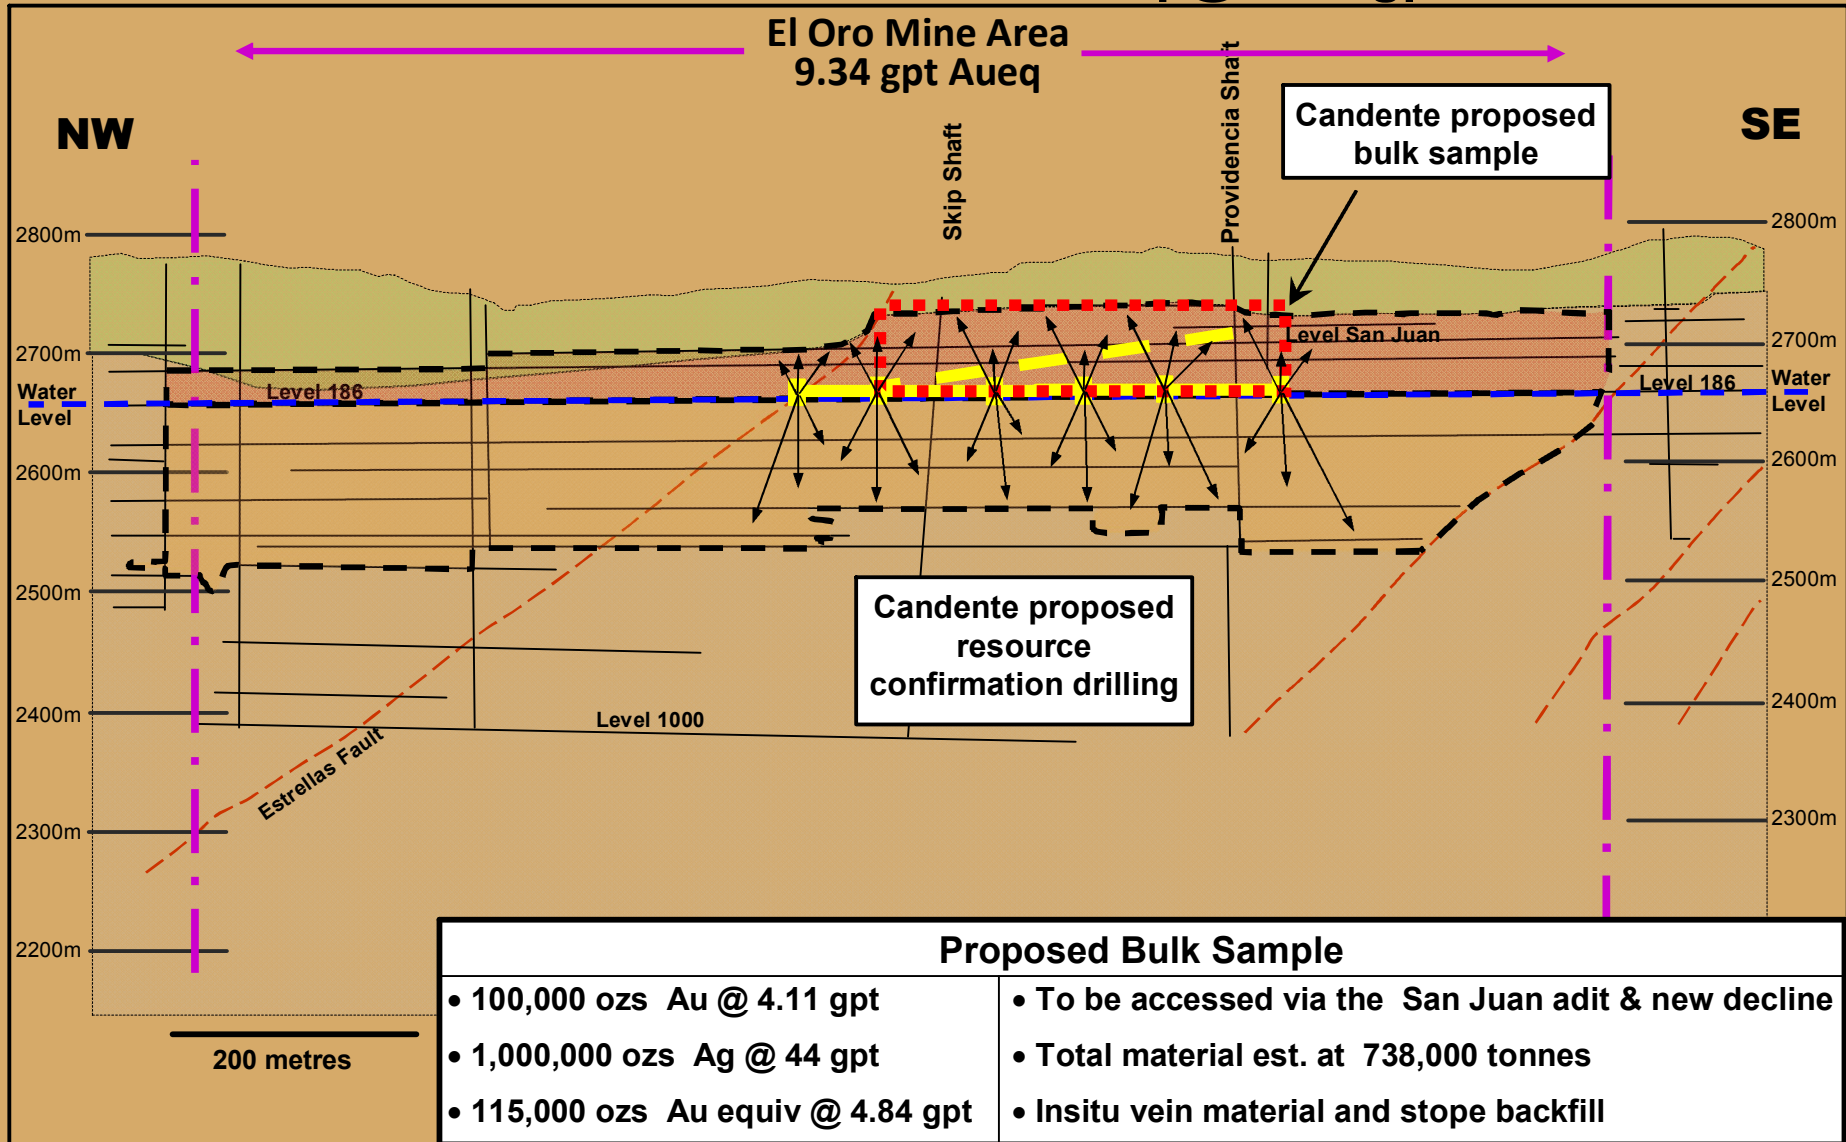 El Oro Mine Area
9.34 gpt Aueq
NW
SE
Skip Shaft
Providencia Shaft
Candente proposed
bulk sample
2800m
2800m
2700m
2700m
Level San Juan
Water
Level
Level 186
Level 186
Water
Level
2600m
2600m
2500m
2500m
Candente proposed
resource
confirmation drilling
2400m
2400m
Level 1000
Estrellas Fault
2300m
2300m
2200m
200 metres
Proposed Bulk Sample
• 100,000 ozs Au @ 4.11 gpt
• 1,000,000 ozs Ag @ 44 gpt
• 115,000 ozs Au equiv @ 4.84 gpt
• To be accessed via the San Juan adit & new decline
• Total material est. at 738,000 tonnes
• Insitu vein material and stope backfill